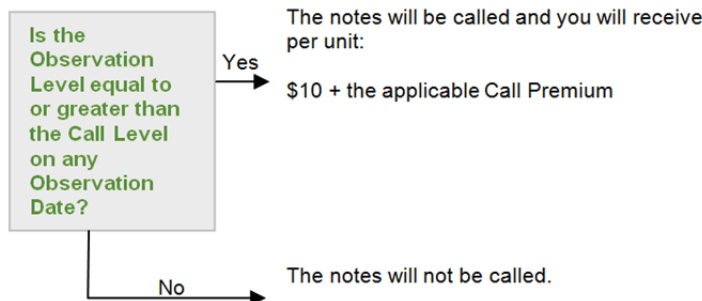 Is the
Observation
Level equal to
or greater than
the Call Level
on any
Observation
Date?
Yes
The notes will be called and you will receive
per unit:
$10 + the applicable Call Premium
No
The notes will not be called.